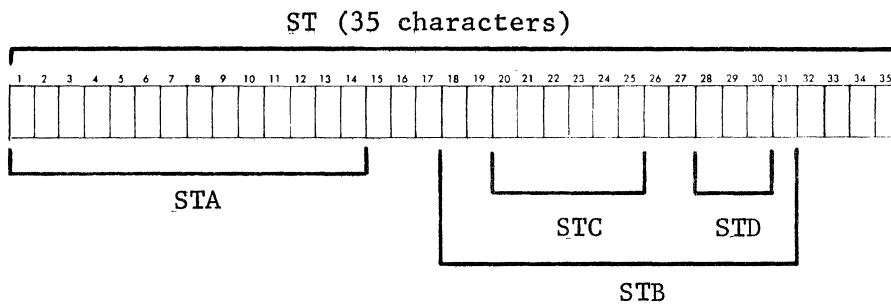 ST (35 characters)
1 2 3 4 5 6 7 8 9 10 11 12 13 14 15 16 17 18 19 20 21 22 23 24 25 26 27 28 29 30 31 32 33 34 35
STA
STC STD
STB